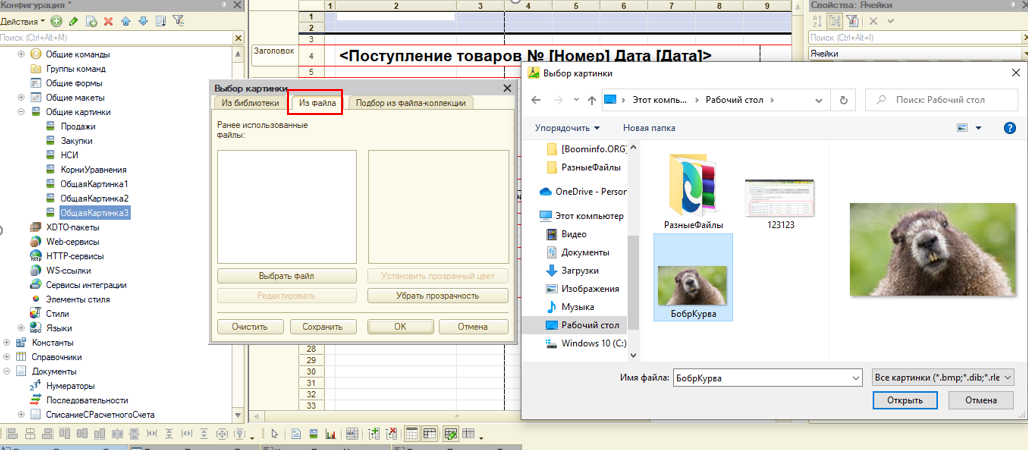 Конфигурация *
Действия
Поиск (Ctrl+Alt+M)
Общие команды
Группы команд
Общие формы
Общие макеты
Общие картинки
Продажи
Закупки
НСИ
КорниУравнения
ОбщаяКартинка1
ОбщаяКартинка2
ОбщаяКартинка3
XDTO-пакеты
Web-сервисы
HTTP-сервисы
WS-ссылки
Сервисы интеграции
Элементы стиля
Стили
Языки
Константы
Справочники
Документы
Нумераторы
Последовательности
СписаниеСРасчетногоСчета
1 2 3 4 5 6 7 8 9
1
2
3
Заголовок
4
<Поступление товаров № [Номер] Дата [Дата]>
5
28
29
30
31
32
33
Свойства: Ячейки
Поиск (Ctrl+Alt+I)
Ячейки
Выбор картинки
Из библиотеки
Из файла
Подбор из файла-коллекции
Ранее использованные
файлы:
Выбрать файл
Установить прозрачный цвет
Редактировать
Убрать прозрачность
Очистить
Сохранить
OK
Отмена
Выбор картинки
Этот компь... > Рабочий стол >
Поиск: Рабочий стол
Упорядочить
Новая папка
[Boominfo.ORG]
РазныеФайлы
OneDrive - Person
Этот компьютер
Видео
Документы
Загрузки
Изображения
Музыка
Рабочий стол
Windows 10 (C:)
РазныеФайлы
123123
БобрКурва
Имя файла:
БобрКурва
Все картинки (*.bmp;*.dib;*.rle
Открыть
Отмена